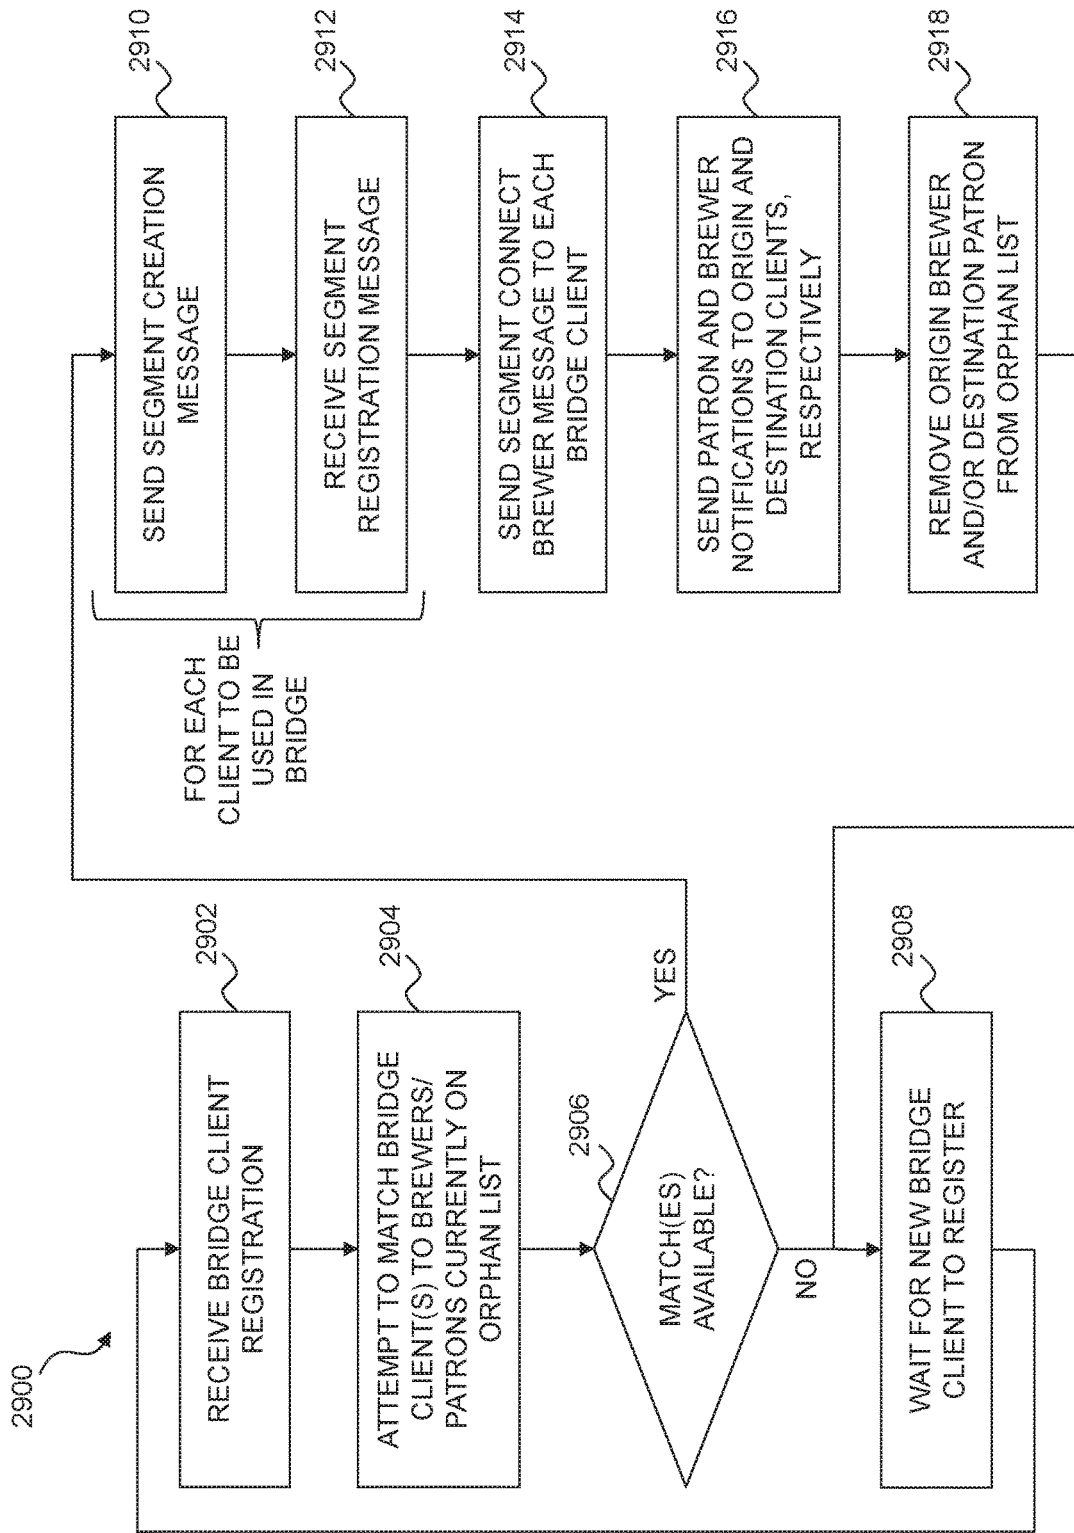 2900
2902
RECEIVE BRIDGE CLIENT
REGISTRATION
2904
ATTEMPT TO MATCH BRIDGE
CLIENT(S) TO BREWERS/
PATRONS CURRENTLY ON
ORPHAN LIST
2906
MATCH(ES)
AVAILABLE?
YES
NO
2908
WAIT FOR NEW BRIDGE
CLIENT TO REGISTER
FOR EACH
CLIENT TO BE
USED IN
BRIDGE
2910
SEND SEGMENT CREATION
MESSAGE
2912
RECEIVE SEGMENT
REGISTRATION MESSAGE
2914
SEND SEGMENT CONNECT
BREWER MESSAGE TO EACH
BRIDGE CLIENT
2916
SEND PATRON AND BREWER
NOTIFICATIONS TO ORIGIN AND
DESTINATION CLIENTS,
RESPECTIVELY
2918
REMOVE ORIGIN BREWER
AND/OR DESTINATION PATRON
FROM ORPHAN LIST